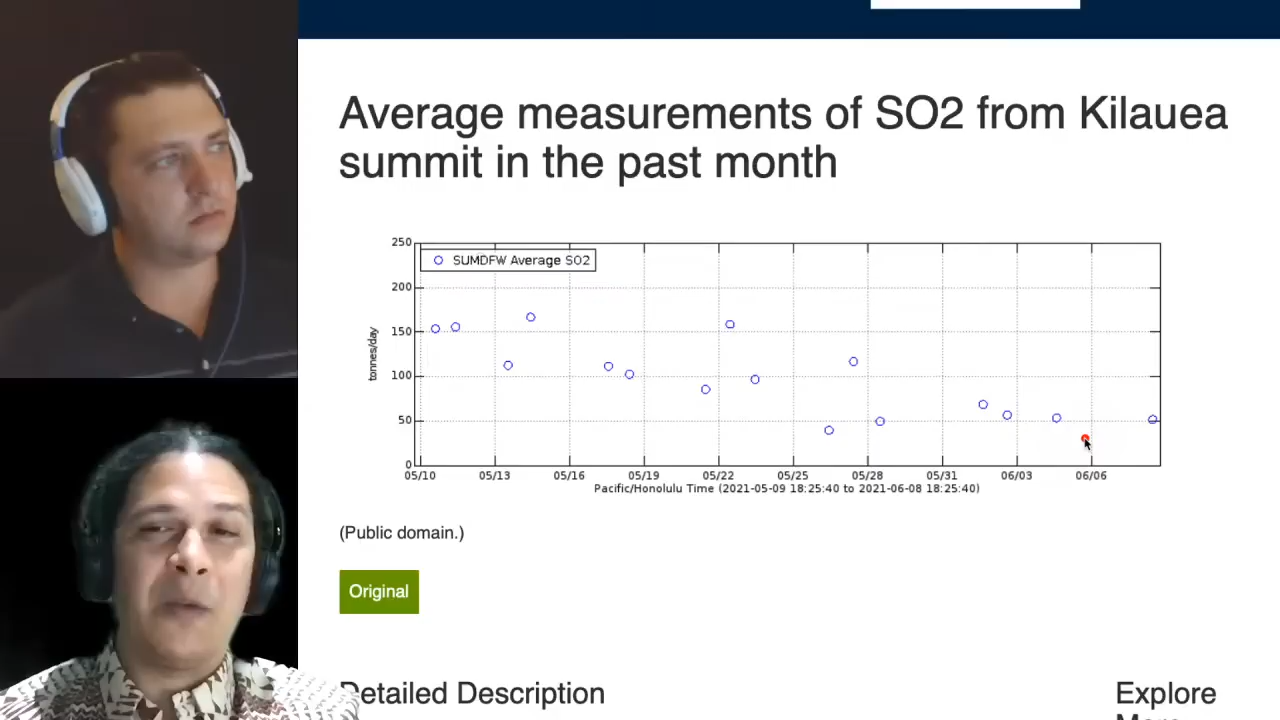 Average measurements of SO2 from Kilauea
summit in the past month
SUMDFW Average SO2
tonnes/day
250
200
150
100
50
0
05/10 05/13 05/16 05/19 05/22 05/25 05/28 05/31 06/03 06/06
Pacific/Honolulu Time (2021-05-09 18:25:40 to 2021-06-08 18:25:40)
(Public domain.)
Original
Detailed Description
Explore
More